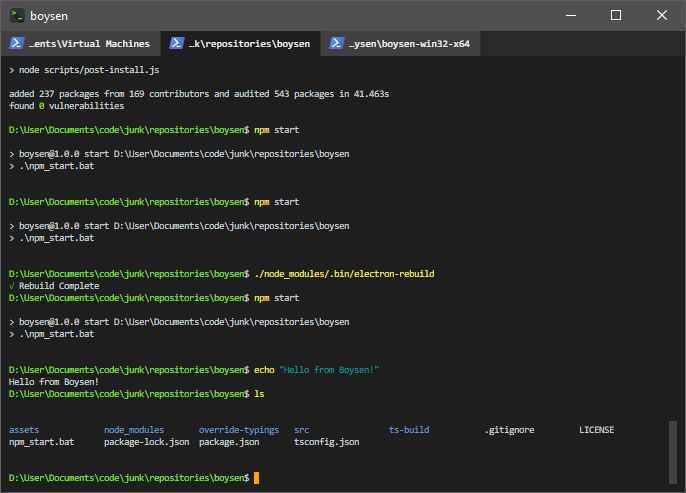 boysen
…ents\Virtual Machines …k\repositories\boysen …ysen\boysen-win32-x64
> node scripts/post-install.js
added 237 packages from 169 contributors and audited 543 packages in 41.463s
found 0 vulnerabilities
D:\User\Documents\code\junk\repositories\boysen$ npm start
> boysen@1.0.0 start D:\User\Documents\code\junk\repositories\boysen
> .\npm_start.bat
D:\User\Documents\code\junk\repositories\boysen$ npm start
> boysen@1.0.0 start D:\User\Documents\code\junk\repositories\boysen
> .\npm_start.bat
D:\User\Documents\code\junk\repositories\boysen$ ./node_modules/.bin/electron-rebuild
√ Rebuild Complete
D:\User\Documents\code\junk\repositories\boysen$ npm start
> boysen@1.0.0 start D:\User\Documents\code\junk\repositories\boysen
> .\npm_start.bat
D:\User\Documents\code\junk\repositories\boysen$ echo "Hello from Boysen!"
Hello from Boysen!
D:\User\Documents\code\junk\repositories\boysen$ ls
assets node_modules override-typings src ts-build .gitignore LICENSE
npm_start.bat package-lock.json package.json tsconfig.json
D:\User\Documents\code\junk\repositories\boysen$